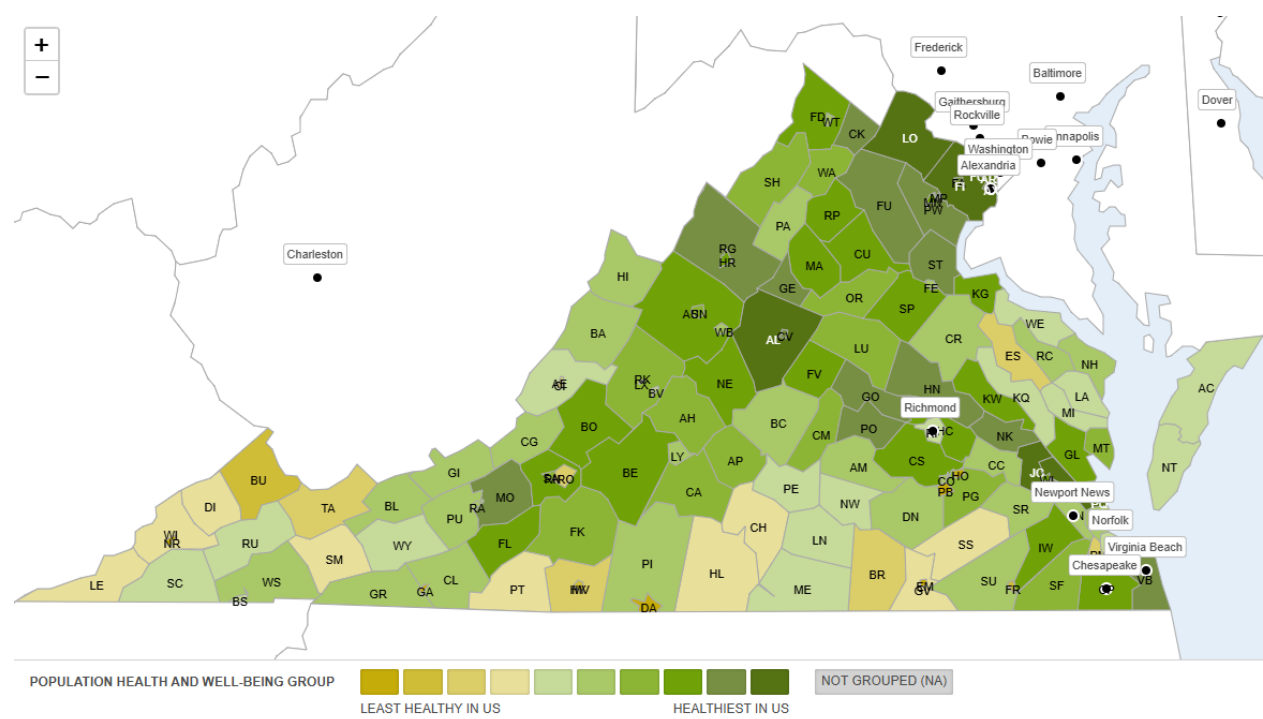 +
−
Frederick
Baltimore
Dover
Gaithersburg
Rockville
Bowie
nnapolis
Washington
Alexandria
Charleston
FD
WT
CK
LO
SH
WA
FU
MP
PW
FI
RP
PA
RG
HR
MA
CU
ST
GE
HI
FE
KG
OR
SP
WE
WB
AL
CV
BA
LU
CR
ES
RC
NH
NE
FV
RK
BV
GO
HN
KW
KQ
LA
MI
AC
Richmond
HC
AH
BC
CM
PO
NK
BO
CG
GL
MT
LY
AP
AM
CS
CC
NT
GI
BE
JC
BU
MO
RO
CO
HO
PB
PG
PE
CA
DI
TA
BL
RA
PU
NW
DN
SR
Newport News
Norfolk
WI
NR
RU
WY
FL
FK
CH
LN
SS
IW
Virginia Beach
SM
PI
HL
BR
Chesapeake
LE
SC
WS
CL
PT
ME
SU
FR
SF
VB
BS
GR
GA
DA
EM
GV
POPULATION HEALTH AND WELL-BEING GROUP
NOT GROUPED (NA)
LEAST HEALTHY IN US
HEALTHIEST IN US